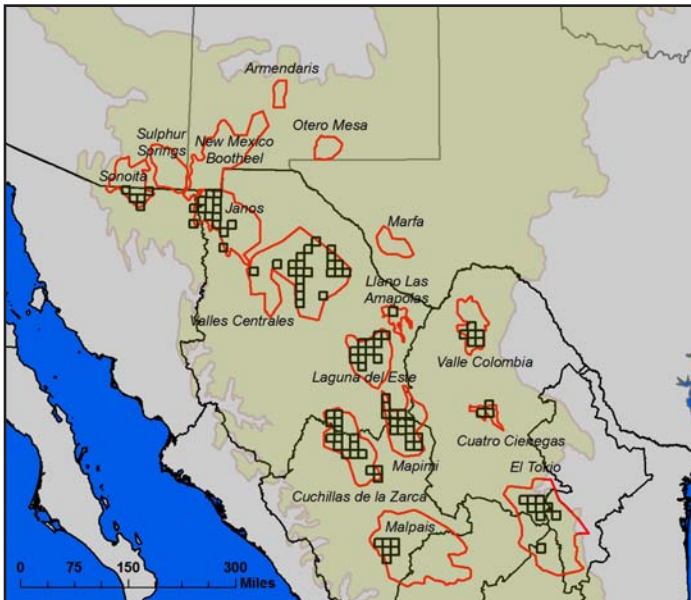 Armendaris
Sulphur
Springs
New Mexico
Bootheel
Otero Mesa
Sonoita
Janos
Marfa
Llano Las
Amapolas
Valles Centrales
Valle Colombia
Laguna del Este
Cuatro Cienegas
Mapimi
El Tokio
Cuchillas de la Zarca
Malpais
0 75 150 300
Miles